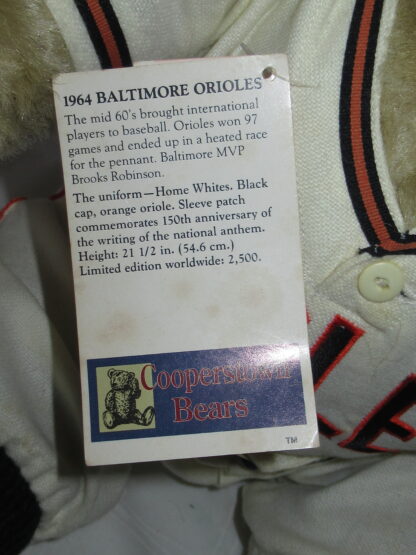 1964 BALTIMORE ORIOLES
The mid 60's brought international
players to baseball. Orioles won 97
games and ended up in a heated race
for the pennant. Baltimore MVP
Brooks Robinson.
The uniform—Home Whites. Black
cap, orange oriole. Sleeve patch
commemorates 150th anniversary of
the writing of the national anthem.
Height: 21 1/2 in. (54.6 cm.)
Limited edition worldwide: 2,500.
Cooperstown
Bears
TM